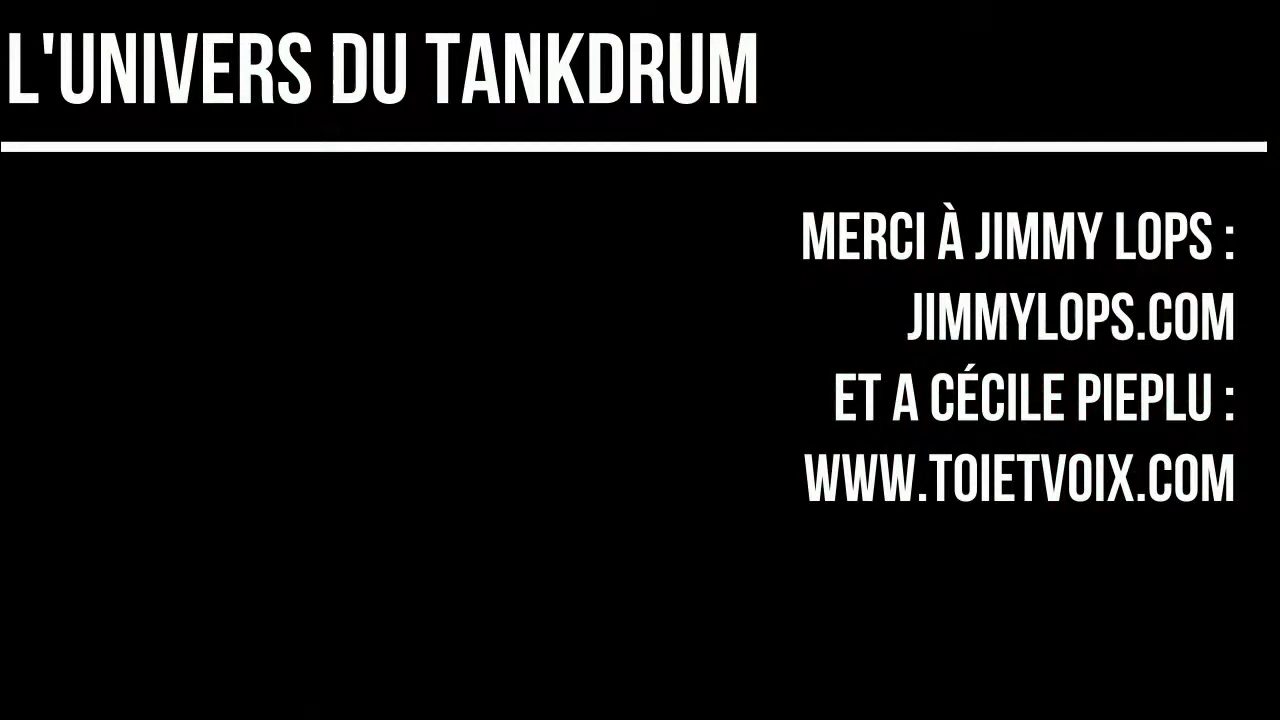 L'UNIVERS DU TANKDRUM
MERCI À JIMMY LOPS :
JIMMYLOPS.COM
ET A CÉCILE PIEPLU :
WWW.TOIETVOIX.COM